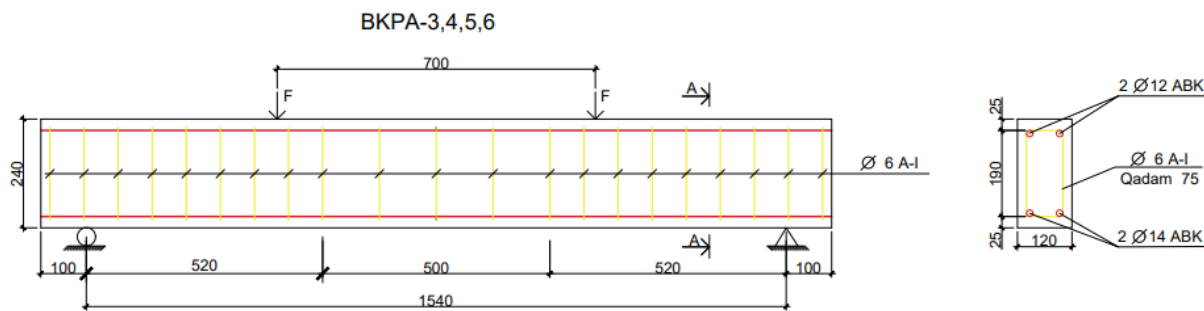 BKPA-3,4,5,6
700
F
F
A
A
240
Ø 6 A-I
100
520
500
520
100
1540
25
190
25
120
2 Ø12 ABK
Ø 6 A-I
Qadam 75
2 Ø14 ABK